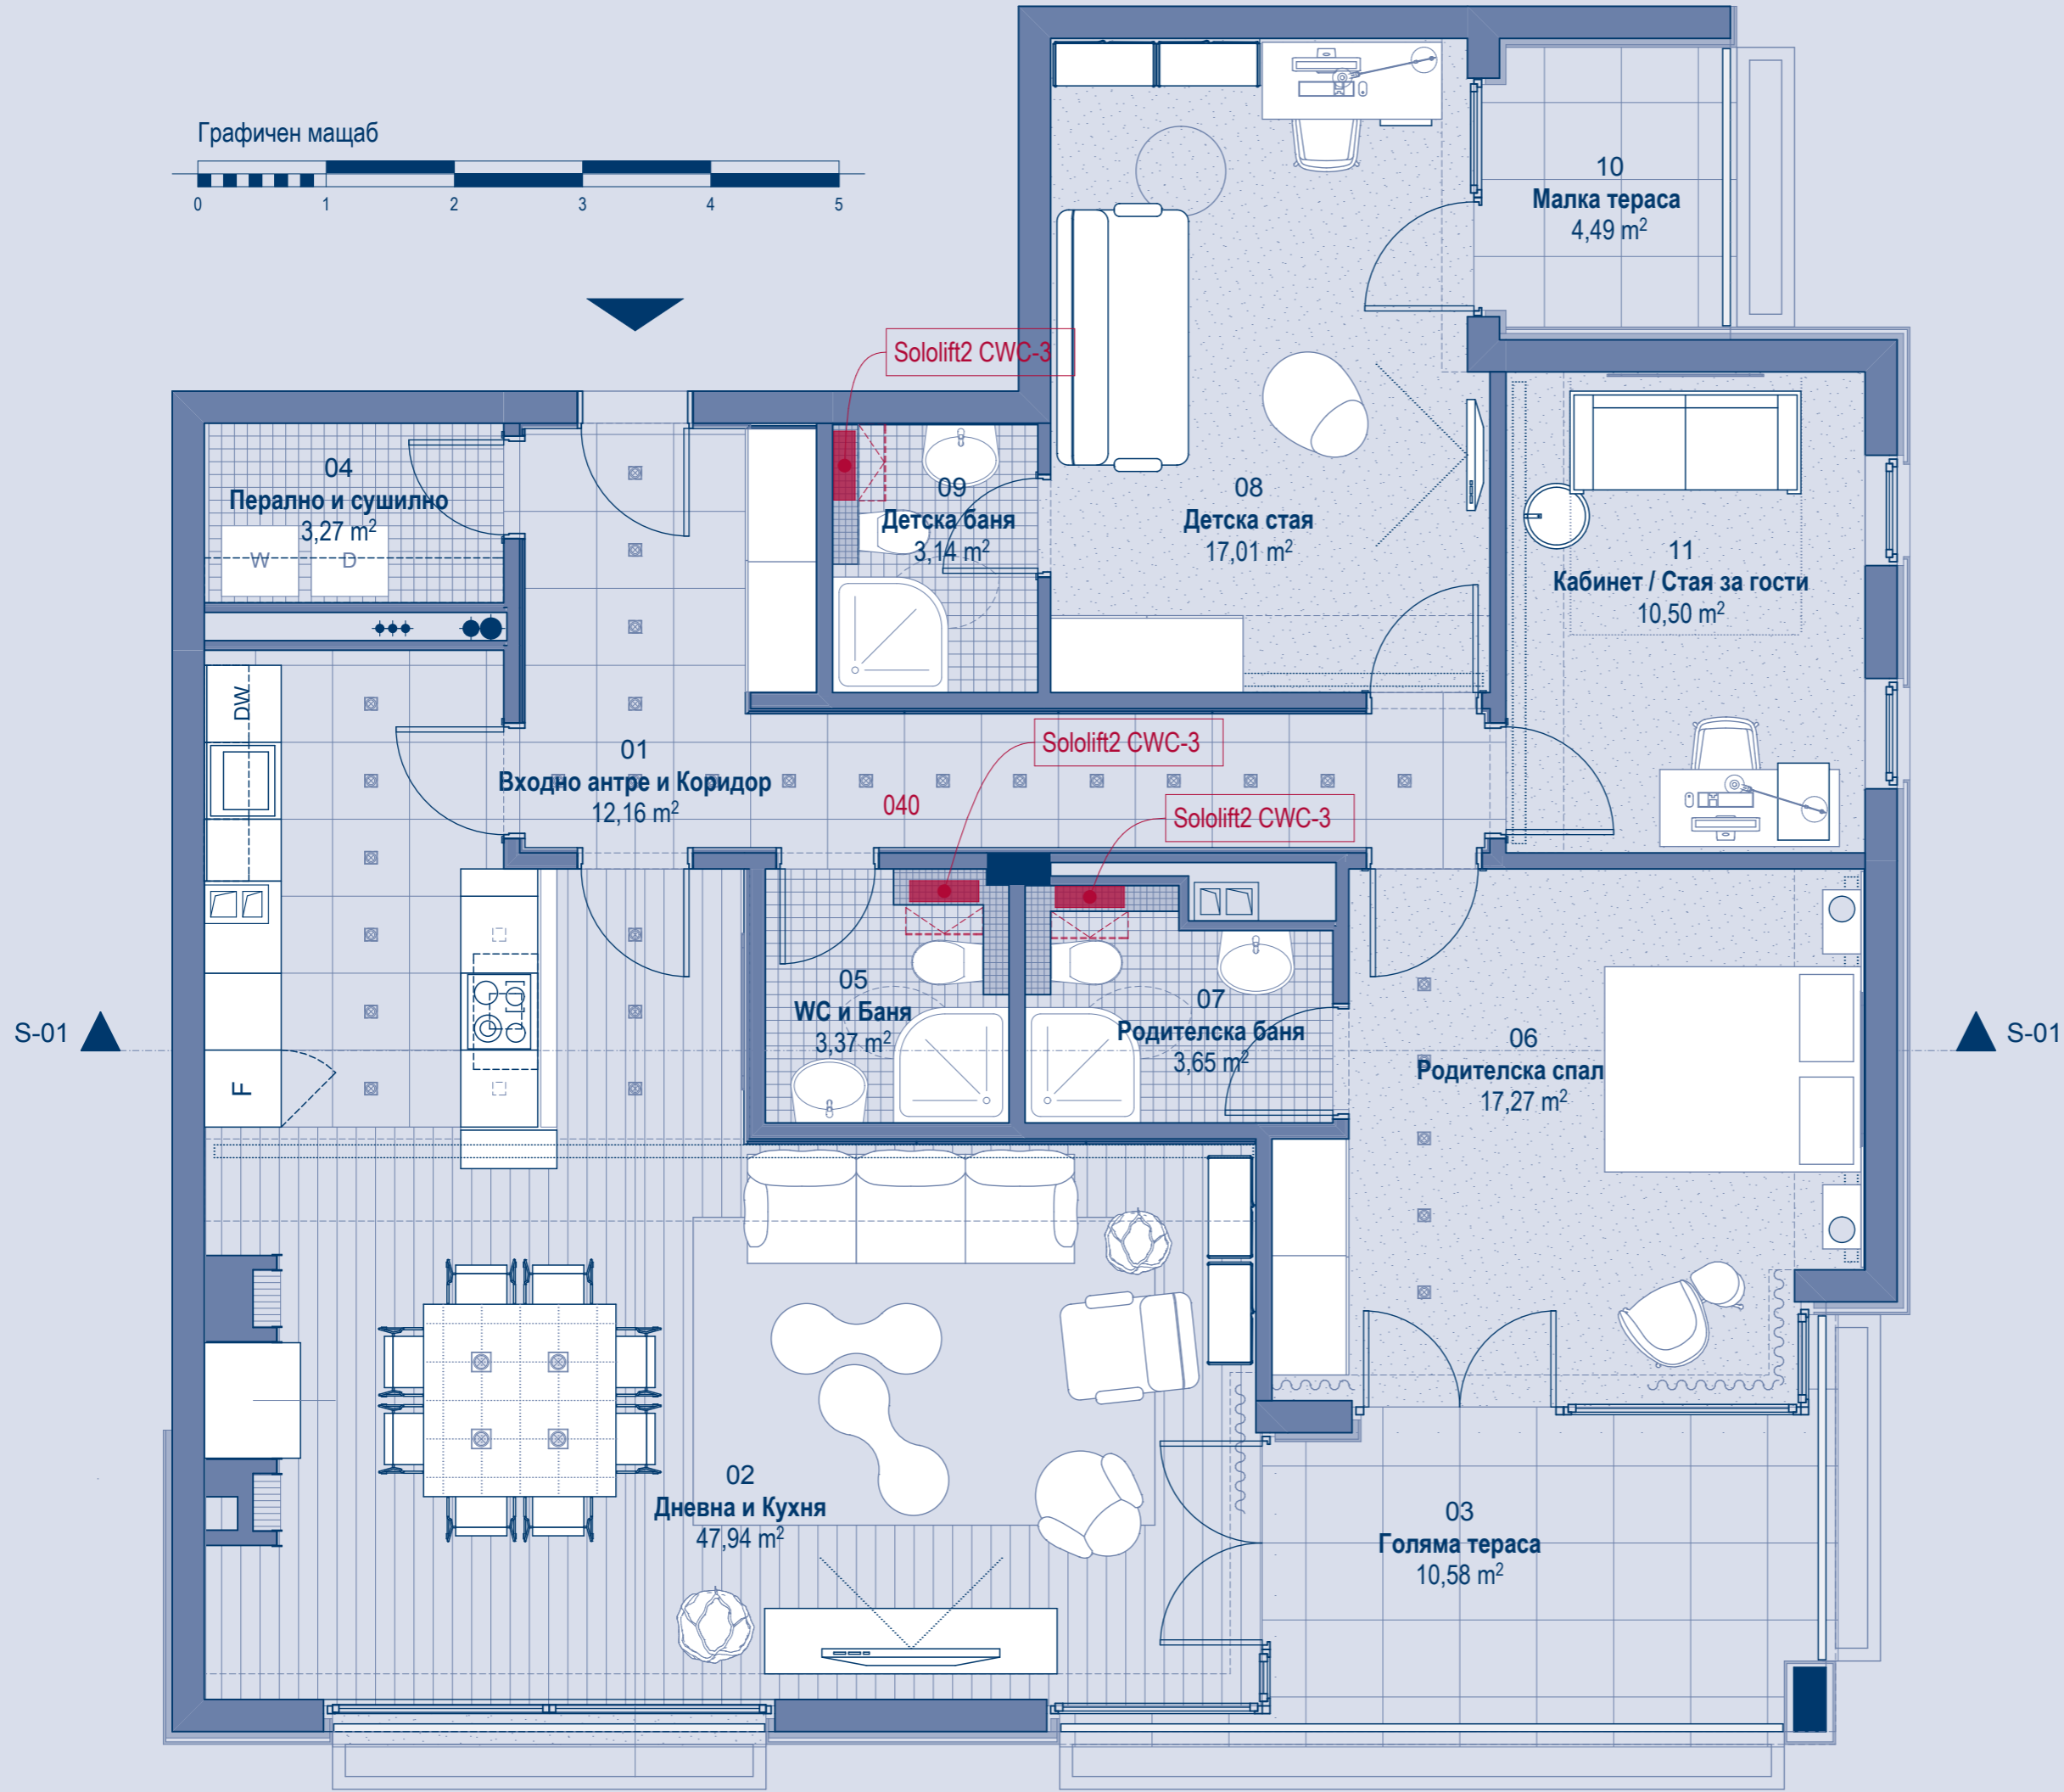 Графичен мащаб
0 1 2 3 4 5
10
Малка тераса
4,49 m²
Sololift2 CWC-3
04
Перално и сушилно
3,27 m²
W D
09
Детска баня
3,14 m²
08
Детска стая
17,01 m²
11
Кабинет / Стая за гости
10,50 m²
DW
01
Входно антре и Коридор
12,16 m²
Sololift2 CWC-3
040
Sololift2 CWC-3
05
WC и Баня
3,37 m²
07
Родителска баня
3,65 m²
06
Родителска спал
17,27 m²
S-01
S-01
F
02
Дневна и Кухня
47,94 m²
03
Голяма тераса
10,58 m²